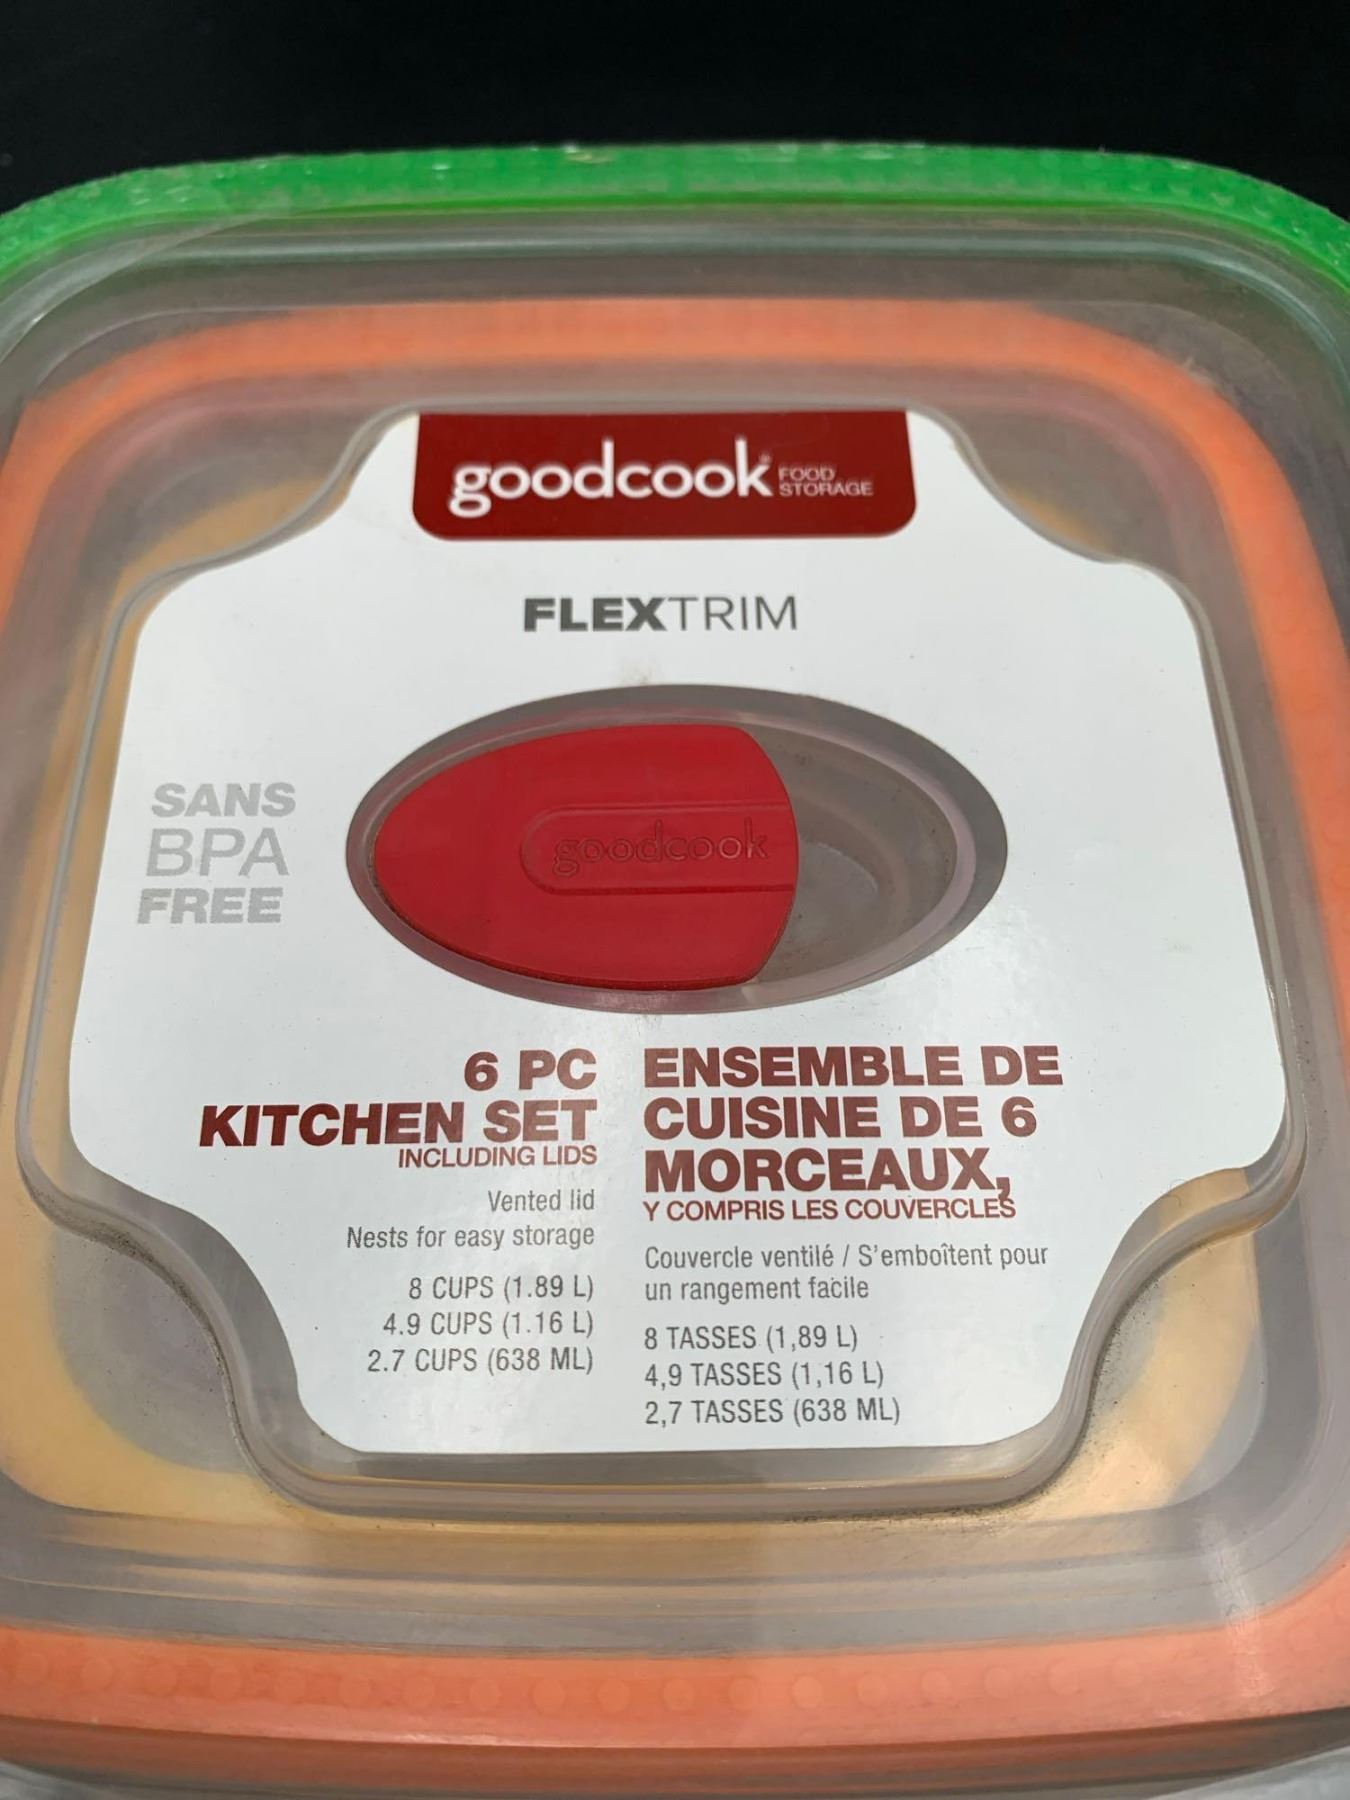 goodcook® FOOD STORAGE
FLEXTRIM
goodcook
SANS
BPA
FREE
6 PC
KITCHEN SET
INCLUDING LIDS
Vented lid
Nests for easy storage
8 CUPS (1.89 L)
4.9 CUPS (1.16 L)
2.7 CUPS (638 ML)
ENSEMBLE DE
CUISINE DE 6
MORCEAUX,
Y COMPRIS LES COUVERCLES
Couvercle ventilé / S'emboîtent pour
un rangement facile
8 TASSES (1,89 L)
4,9 TASSES (1,16 L)
2,7 TASSES (638 ML)